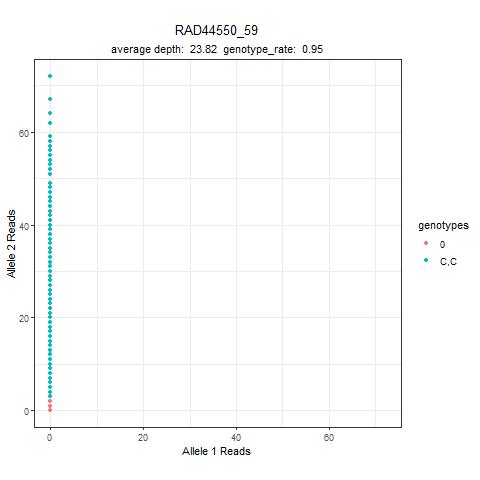 RAD44550_59
average depth:  23.82  genotype_rate:  0.95
Allele 2 Reads
60
40
20
0
0 20 40 60
Allele 1 Reads
genotypes
0
C,C